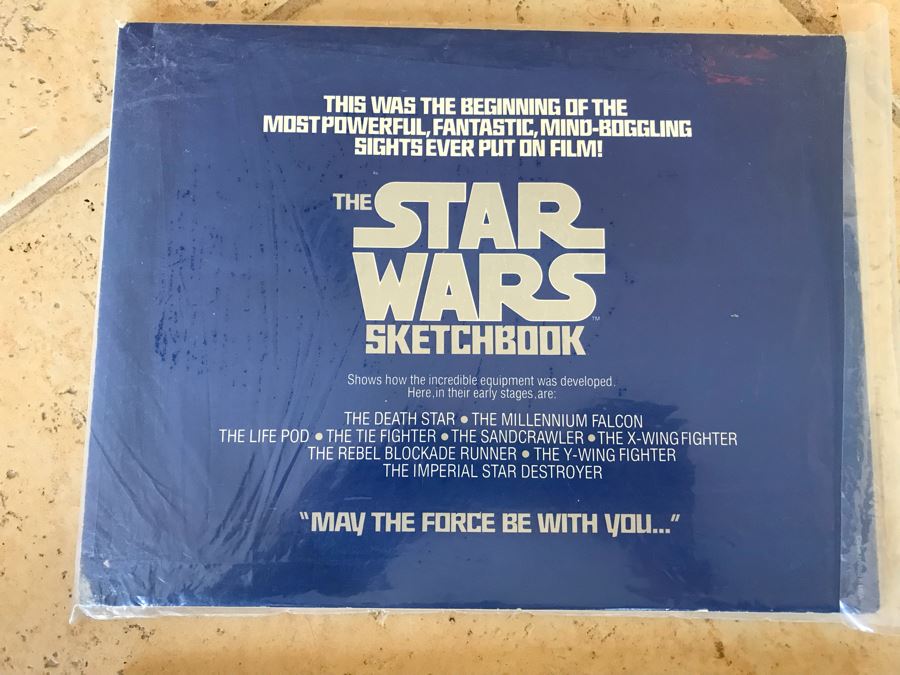 THIS WAS THE BEGINNING OF THE
MOST POWERFUL, FANTASTIC, MIND-BOGGLING
SIGHTS EVER PUT ON FILM!
THE STAR
WARS™
SKETCHBOOK
Shows how the incredible equipment was developed.
Here, in their early stages, are:
THE DEATH STAR • THE MILLENNIUM FALCON
THE LIFE POD • THE TIE FIGHTER • THE SANDCRAWLER • THE X-WING FIGHTER
THE REBEL BLOCKADE RUNNER • THE Y-WING FIGHTER
THE IMPERIAL STAR DESTROYER
"MAY THE FORCE BE WITH YOU..."